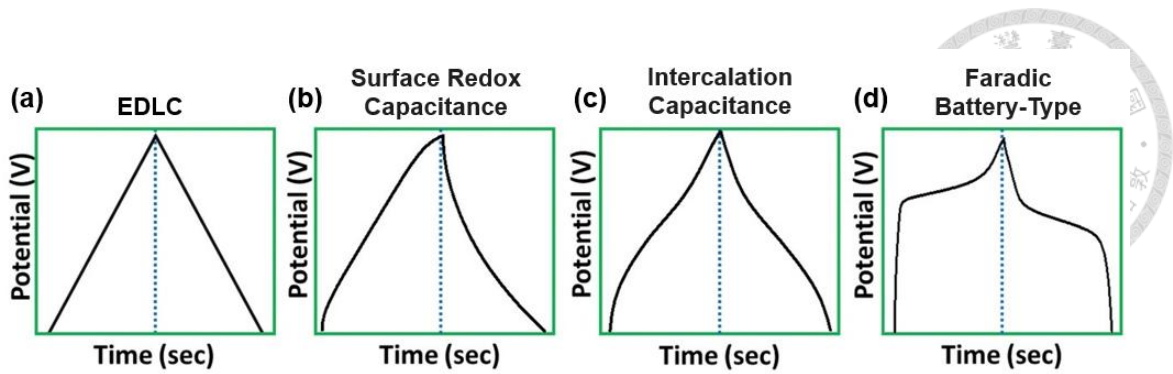 (a)
EDLC
(b)
Surface Redox
Capacitance
(c)
Intercalation
Capacitance
(d)
Faradic
Battery-Type
Potential (V)
Time (sec)
Potential (V)
Time (sec)
Potential (V)
Time (sec)
Potential (V)
Time (sec)